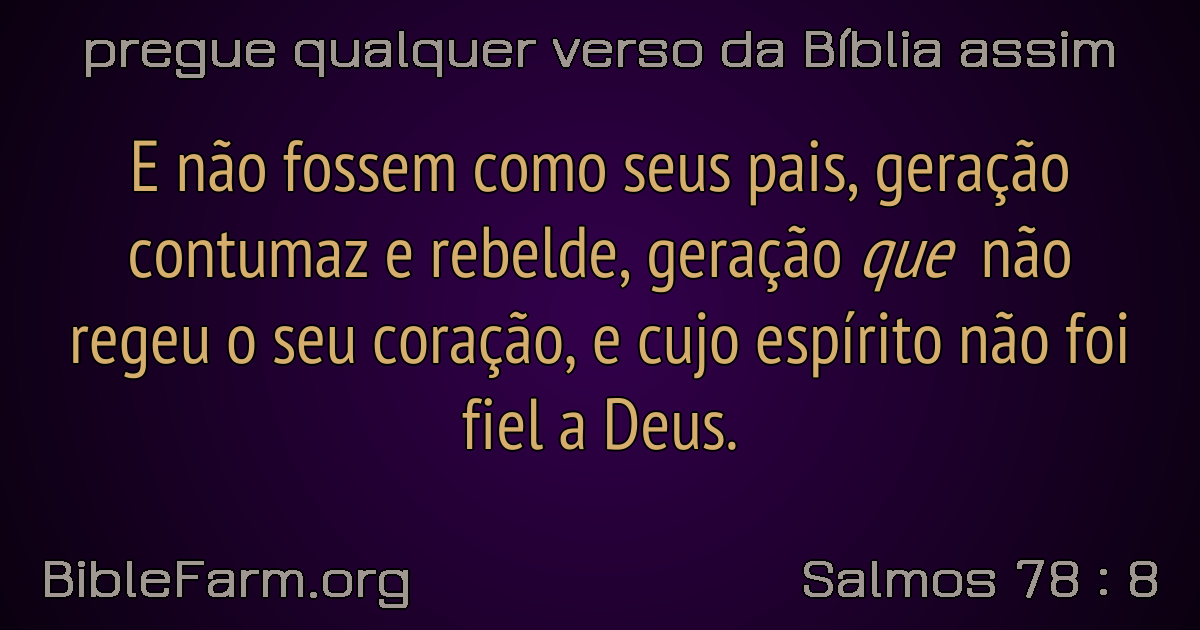 pregue qualquer verso da Bíblia assim
E não fossem como seus pais, geração
contumaz e rebelde, geração que não
regeu o seu coração, e cujo espírito não foi
fiel a Deus.
BibleFarm.org
Salmos 78 : 8